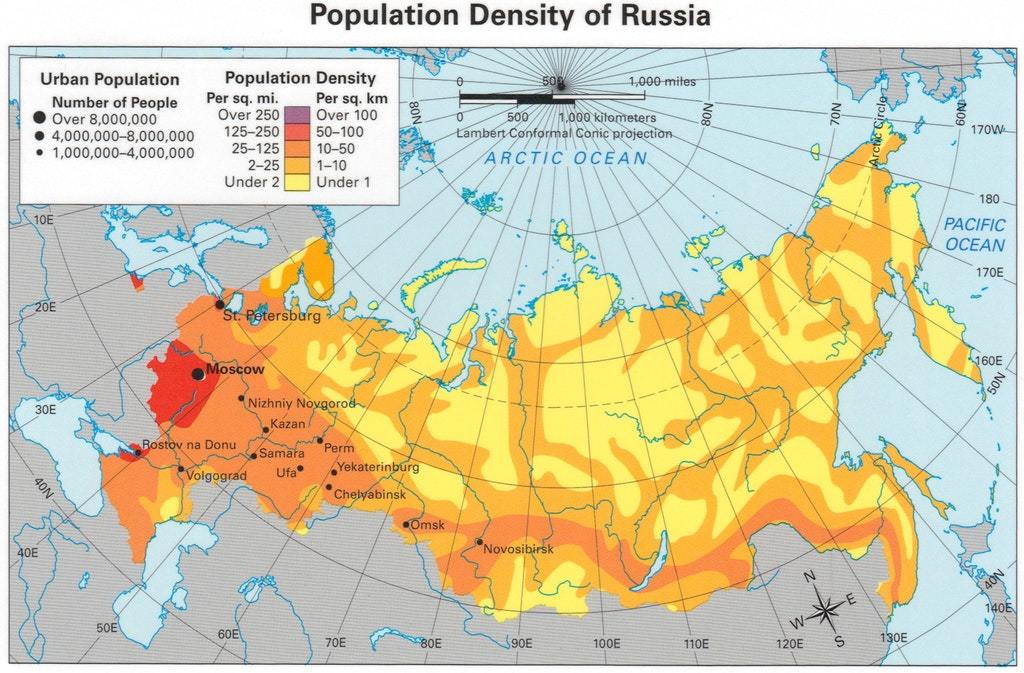 Population Density of Russia
Urban Population
Number of People
Over 8,000,000
4,000,000–8,000,000
1,000,000–4,000,000
Population Density
Per sq. mi.
Per sq. km
Over 250
Over 100
125–250
50–100
25–125
10–50
2–25
1–10
Under 2
Under 1
0
500
1,000 miles
0
500
1,000 kilometers
Lambert Conformal Conic projection
ARCTIC OCEAN
80N
80N
70N
Arctic Circle
60N
170W
180
PACIFIC
OCEAN
170E
160E
50N
40N
140E
10E
20E
30E
40N
40E
50E
60E
70E
80E
90E
100E
110E
120E
130E
St. Petersburg
Moscow
Nizhniy Novgorod
Kazan
Rostov na Donu
Samara
Perm
Ufa
Yekaterinburg
Volgograd
Chelyabinsk
Omsk
Novosibirsk
N
E
W
S